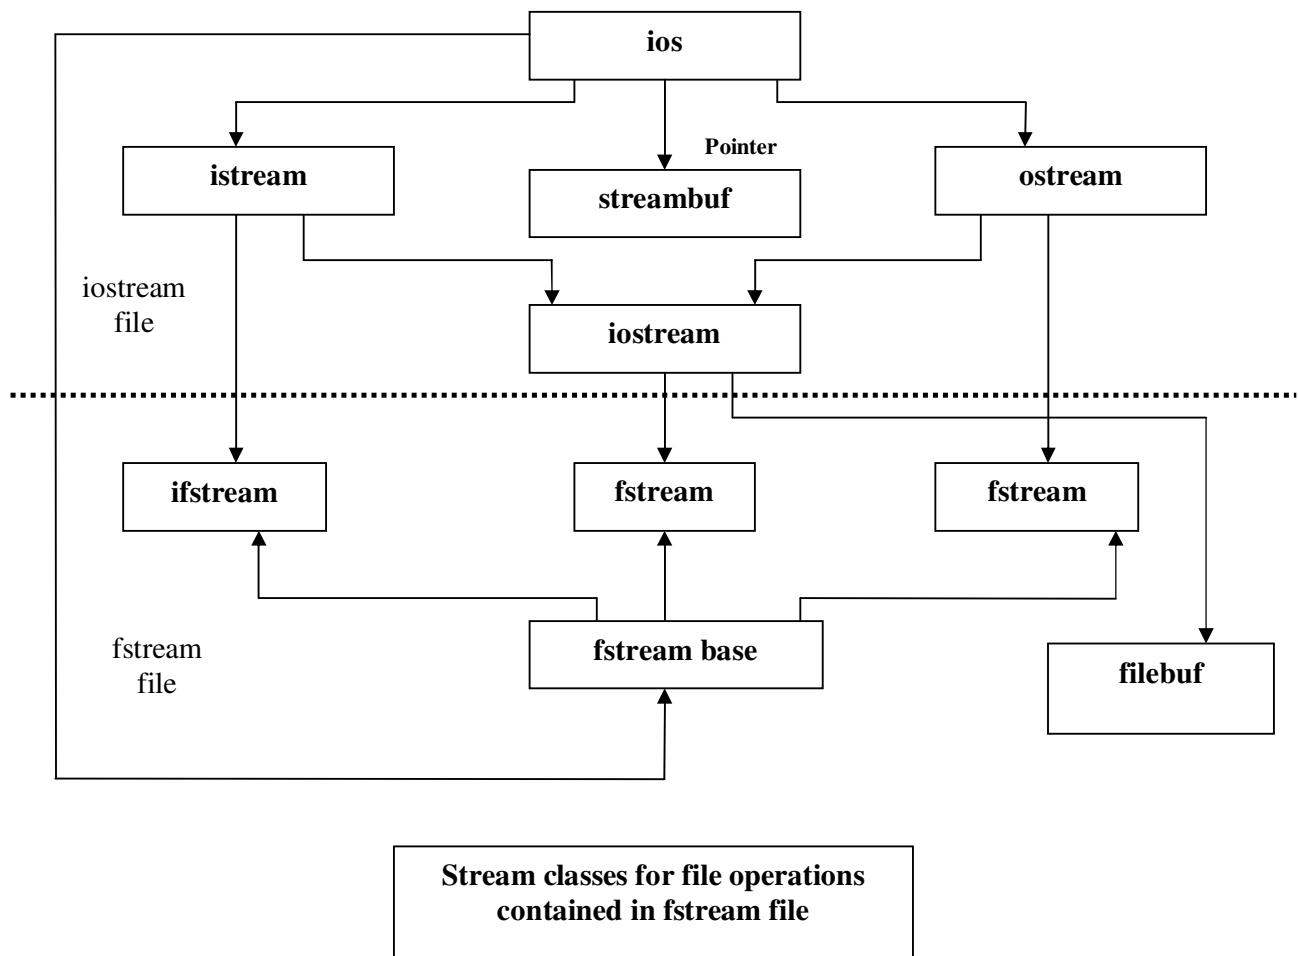 ios
Pointer
istream
streambuf
ostream
iostream
file
iostream
ifstream
fstream
fstream
fstream
file
fstream base
filebuf
Stream classes for file operations
contained in fstream file